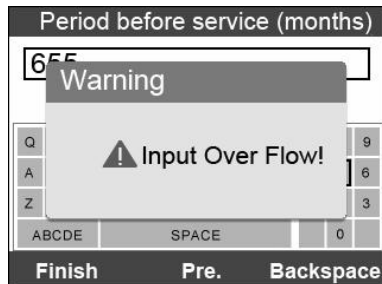 Period before service (months)
655
Warning
Input Over Flow!
Q 9
A 6
Z 3
ABCDE SPACE 0
Finish Pre. Backspace